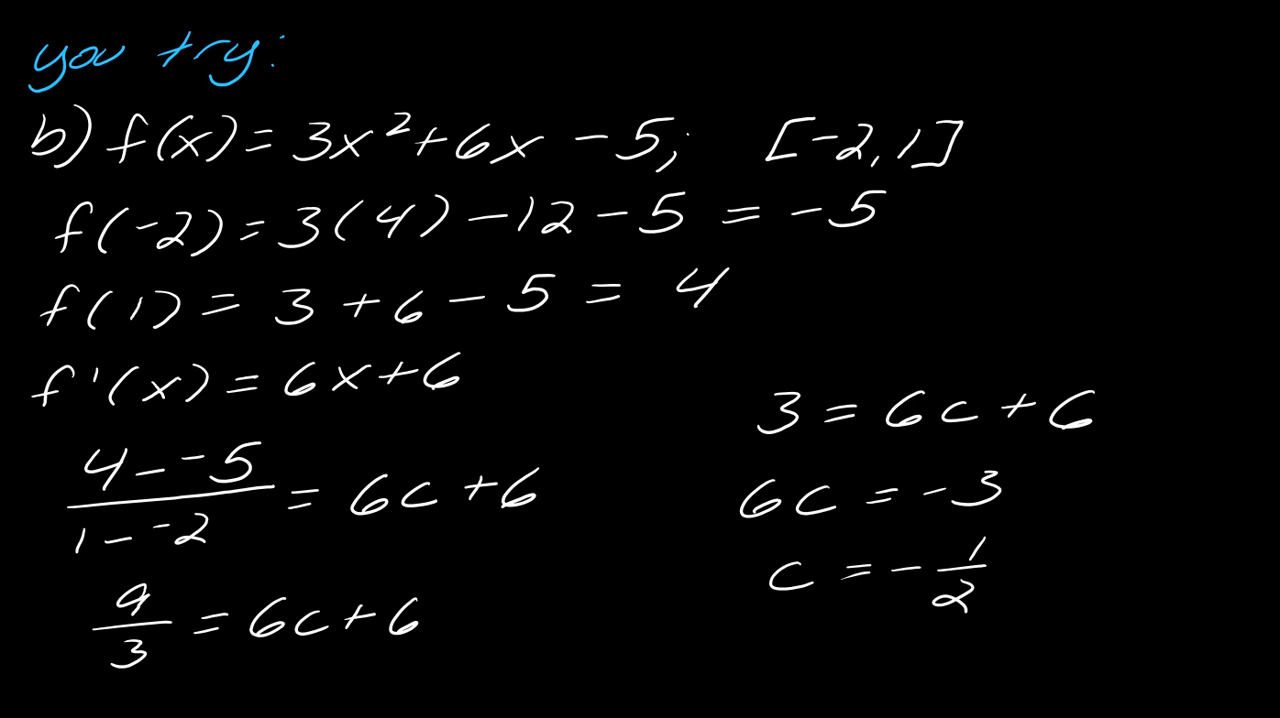 you try:
b) f(x) = 3x² + 6x - 5; [-2, 1]
f(-2) = 3(4) - 12 - 5 = -5
f(1) = 3 + 6 - 5 = 4
f'(x) = 6x + 6
4 - -5 / 1 - -2 = 6c + 6
9/3 = 6c + 6
3 = 6c + 6
6c = -3
c = -1/2